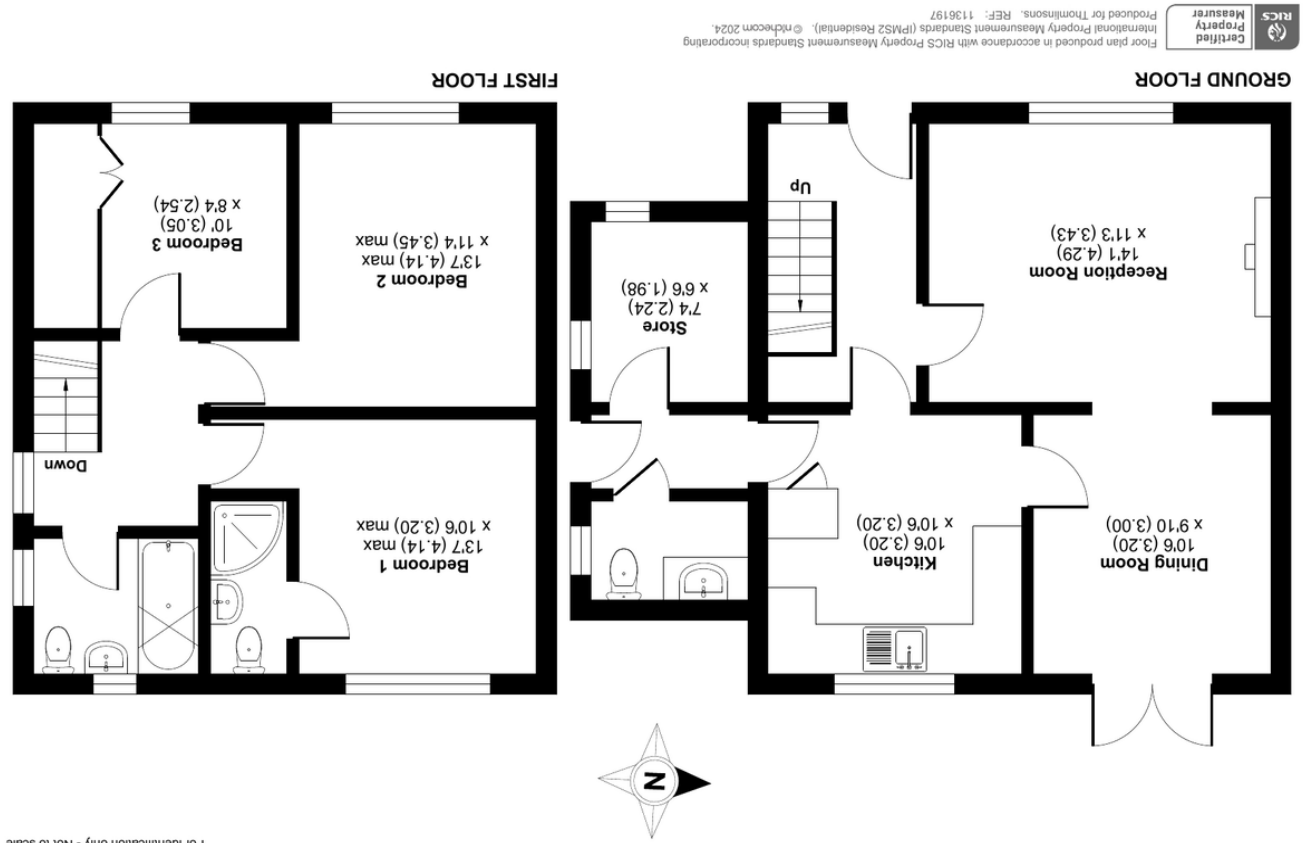 For identification only - Not to scale
N
Dining Room
10'6 (3.20)
x 9'10 (3.00)
Kitchen
10'6 (3.20)
x 10'6 (3.20)
Reception Room
14'1 (4.29)
x 11'3 (3.43)
Store
7'4 (2.24)
x 6'6 (1.98)
Up
GROUND FLOOR
Bedroom 1
13'7 (4.14) max
x 10'6 (3.20) max
Down
Bedroom 2
13'7 (4.14) max
x 11'4 (3.45) max
Bedroom 3
10' (3.05)
x 8'4 (2.54)
FIRST FLOOR
RICS
Certified
Property
Measurer
Floor plan produced in accordance with RICS Property Measurement Standards incorporating
International Property Measurement Standards (IPMS2 Residential). © nichecom 2024.
Produced for Thomlinsons. REF: 1136197